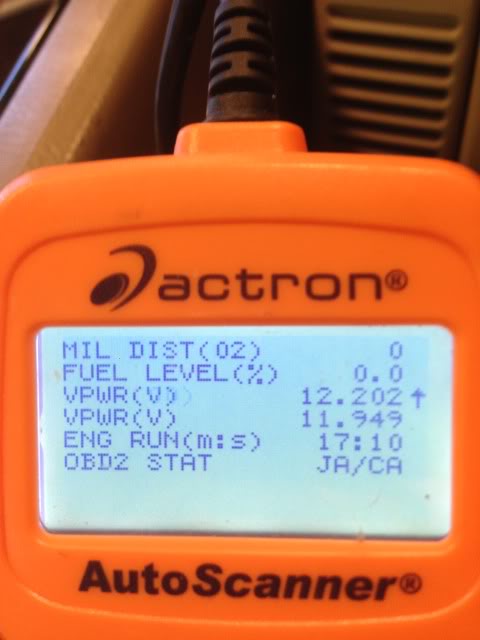 actron®
MIL DIST(02) 0
FUEL LEVEL(%) 0.0
VPWR(V) 12.202↑
VPWR(V) 11.949
ENG RUN(m:s) 17:10
OBD2 STAT JA/CA
AutoScanner®